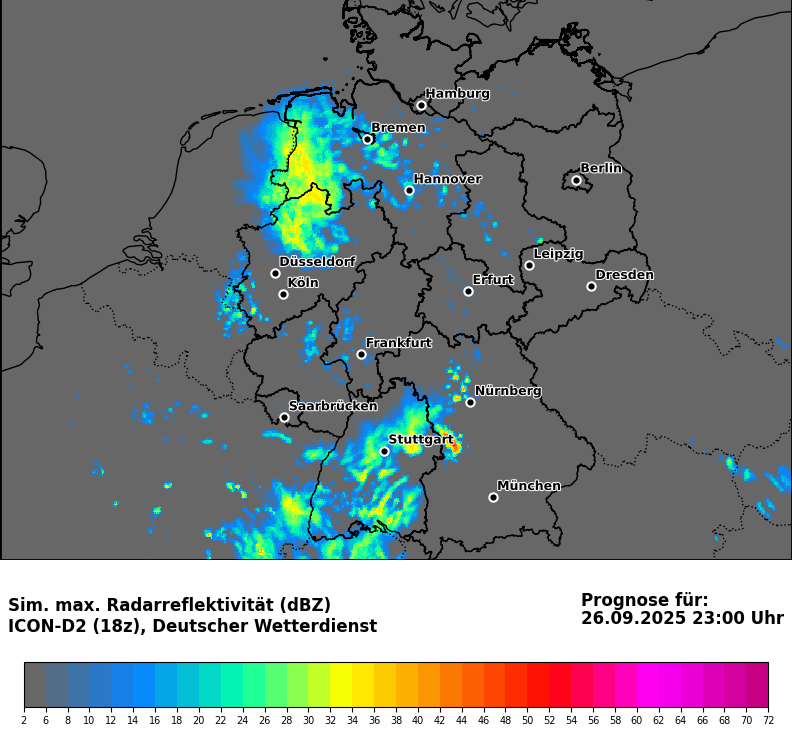 Hamburg
Bremen
Berlin
Hannover
Leipzig
Düsseldorf
Dresden
Köln
Erfurt
Frankfurt
Nürnberg
Saarbrücken
Stuttgart
München
Sim. max. Radarreflektivität (dBZ)
ICON-D2 (18z), Deutscher Wetterdienst
Prognose für:
26.09.2025 23:00 Uhr
2 6 8 10 12 14 16 18 20 22 24 26 28 30 32 34 36 38 40 42 44 46 48 50 52 54 56 58 60 62 64 66 68 70 72